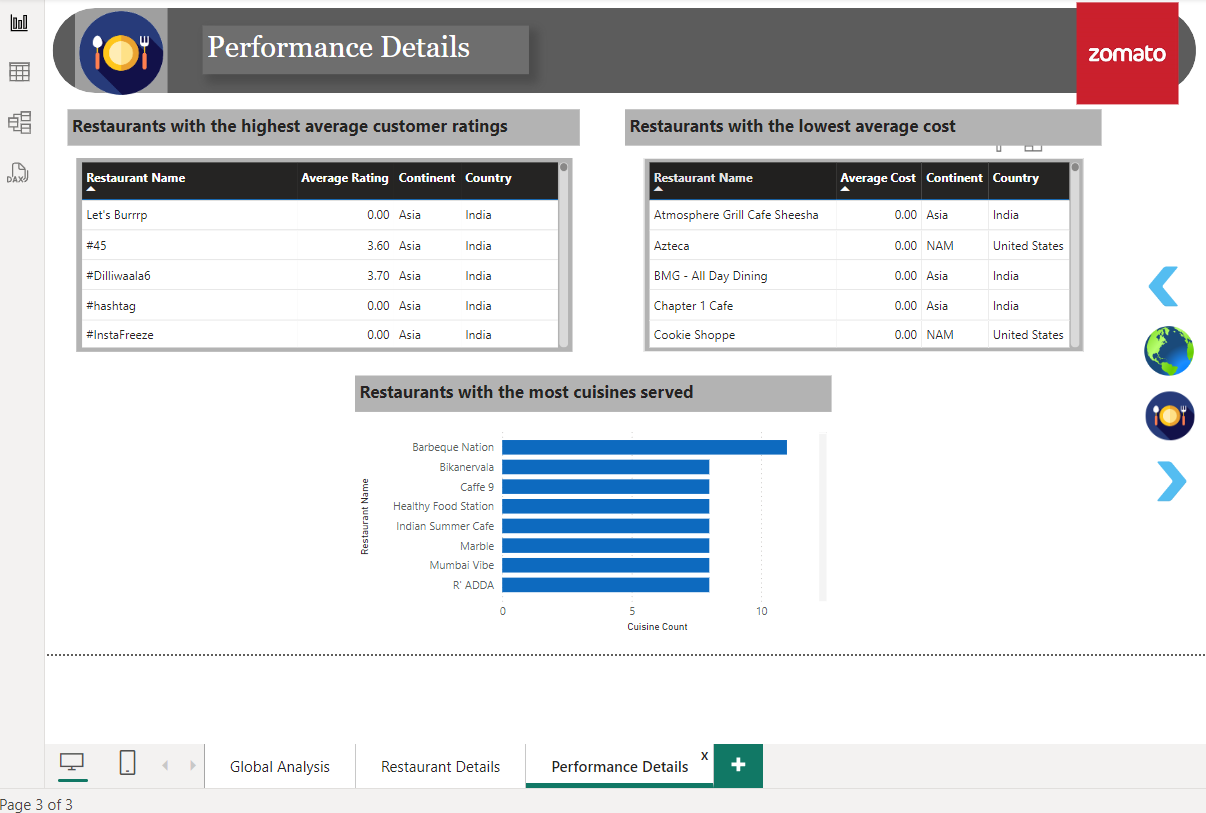 Performance Details
zomato
Restaurants with the highest average customer ratings
Restaurant Name Average Rating Continent Country
Let's Burrrp 0.00 Asia India
#45 3.60 Asia India
#Dilliwaala6 3.70 Asia India
#hashtag 0.00 Asia India
#InstaFreeze 0.00 Asia India
Restaurants with the lowest average cost
Restaurant Name Average Cost Continent Country
Atmosphere Grill Cafe Sheesha 0.00 Asia India
Azteca 0.00 NAM United States
BMG - All Day Dining 0.00 Asia India
Chapter 1 Cafe 0.00 Asia India
Cookie Shoppe 0.00 NAM United States
Restaurants with the most cuisines served
Restaurant Name
Barbeque Nation
Bikanervala
Caffe 9
Healthy Food Station
Indian Summer Cafe
Marble
Mumbai Vibe
R' ADDA
0 5 10
Cuisine Count
DAX
Global Analysis Restaurant Details Performance Details x +
Page 3 of 3